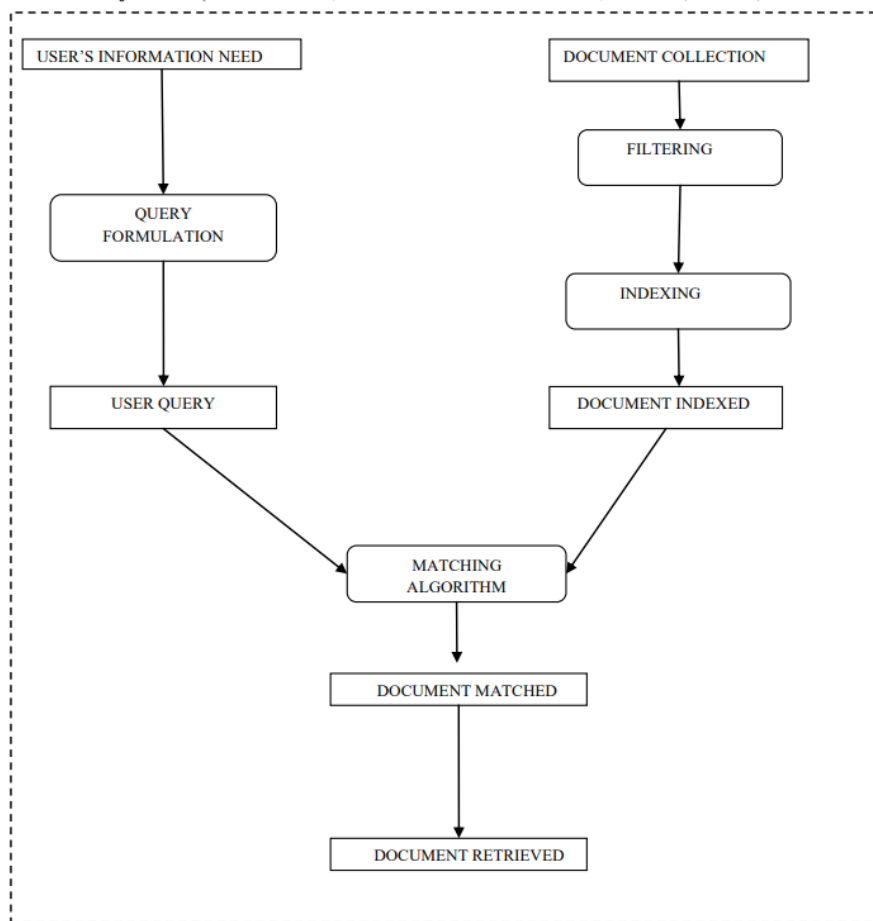 USER'S INFORMATION NEED
DOCUMENT COLLECTION
FILTERING
QUERY
FORMULATION
INDEXING
USER QUERY
DOCUMENT INDEXED
MATCHING
ALGORITHM
DOCUMENT MATCHED
DOCUMENT RETRIEVED